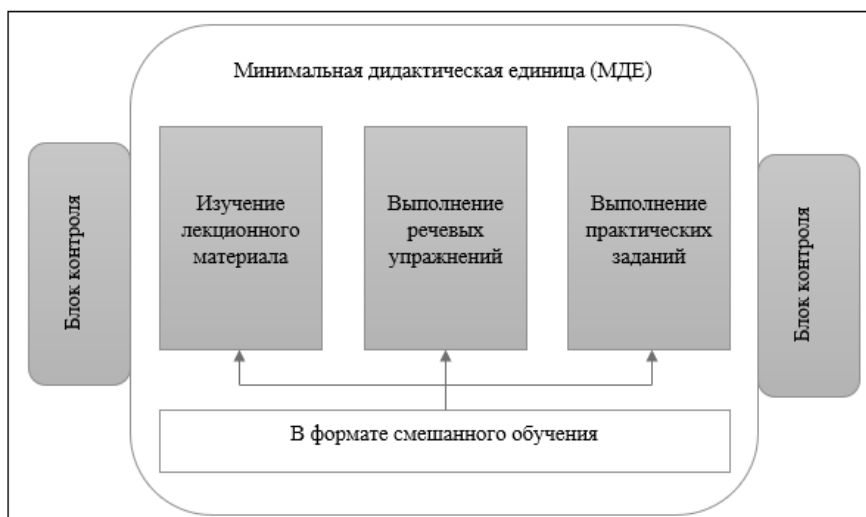 Минимальная дидактическая единица (МДЕ)
Блок контроля
Изучение
лекционного
материала
Выполнение
речевых
упражнений
Выполнение
практических
заданий
Блок контроля
В формате смешанного обучения